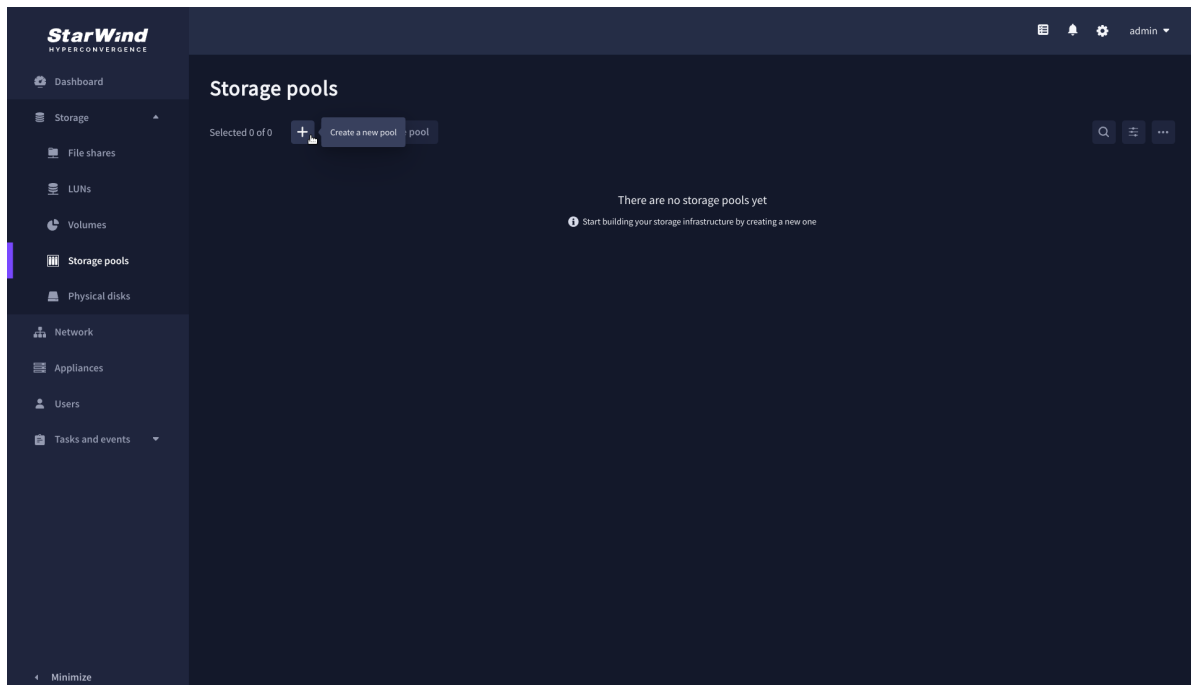 StarWind
HYPERCONVERGENCE
admin
Dashboard
Storage
File shares
LUNs
Volumes
Storage pools
Physical disks
Network
Appliances
Users
Tasks and events
Minimize
Storage pools
Selected 0 of 0
Create a new pool
pool
There are no storage pools yet
Start building your storage infrastructure by creating a new one